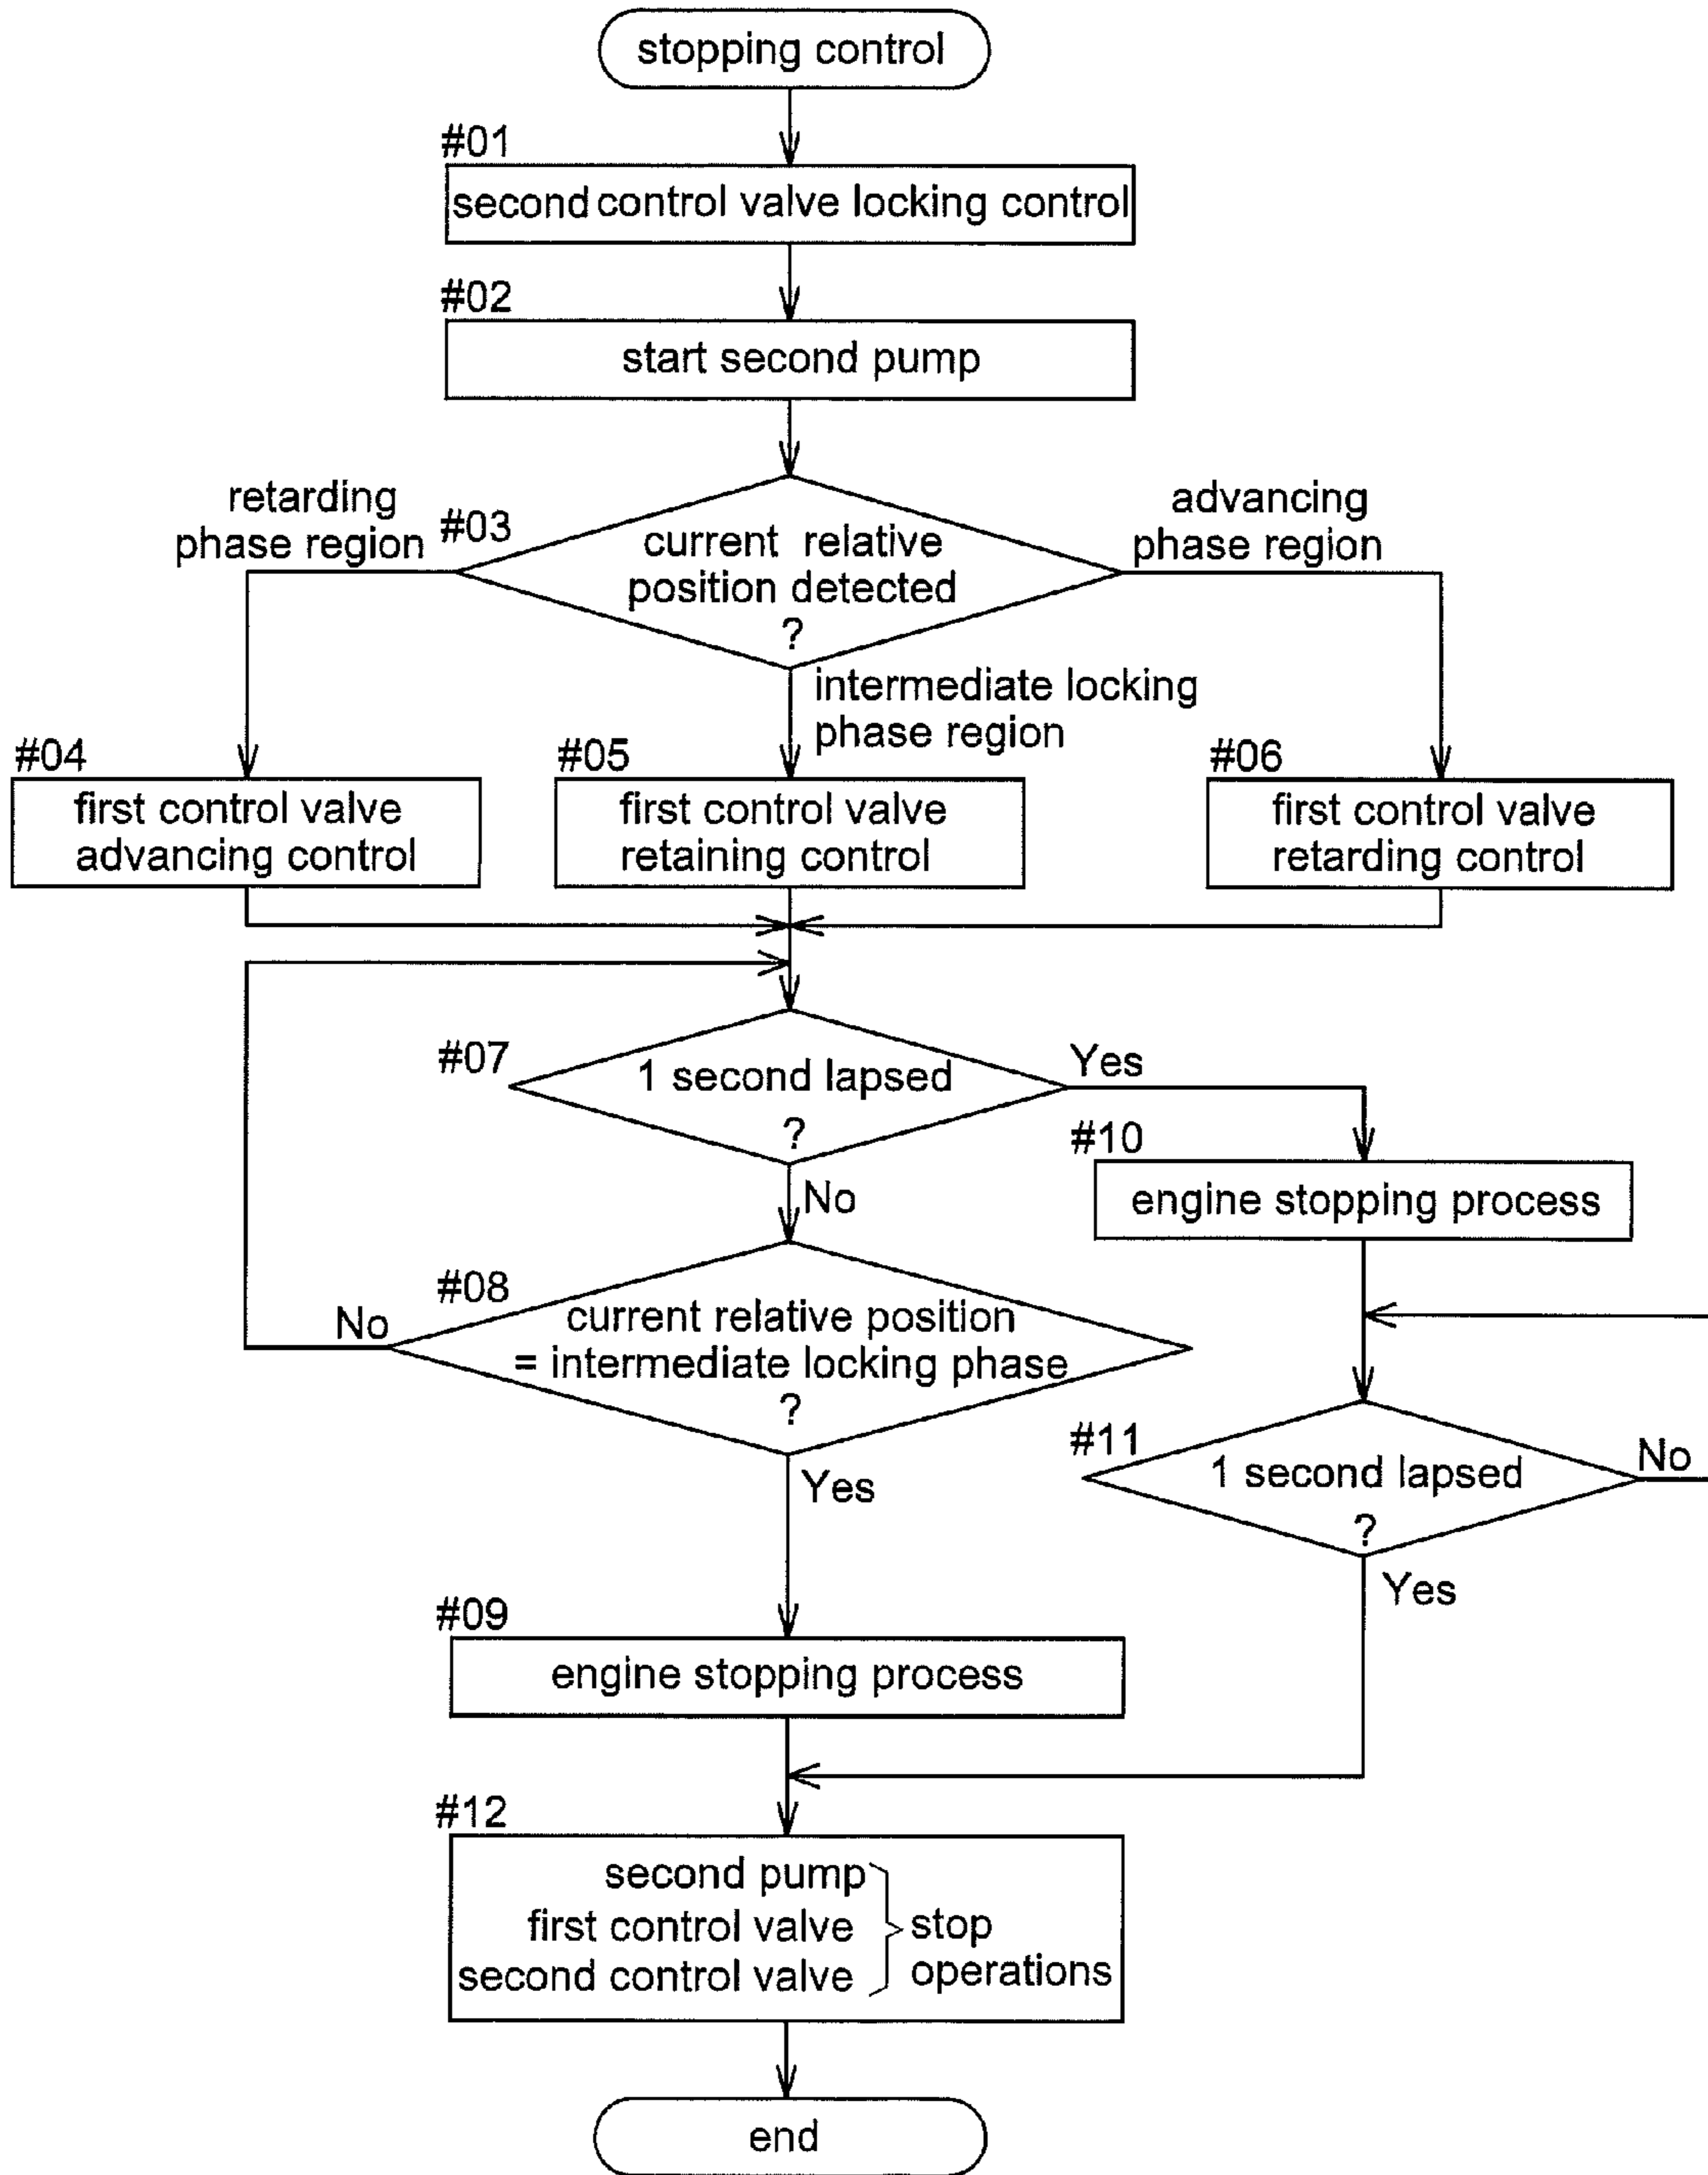 stopping control
#01
second control valve locking control
#02
start second pump
retarding
phase region
#03
current relative
position detected
?
advancing
phase region
intermediate locking
phase region
#04
first control valve
advancing control
#05
first control valve
retaining control
#06
first control valve
retarding control
#07
1 second lapsed
?
Yes
No
#10
engine stopping process
#08
current relative position
= intermediate locking phase
?
No
Yes
#11
1 second lapsed
?
No
Yes
#09
engine stopping process
#12
second pump
first control valve
second control valve
stop
operations
end